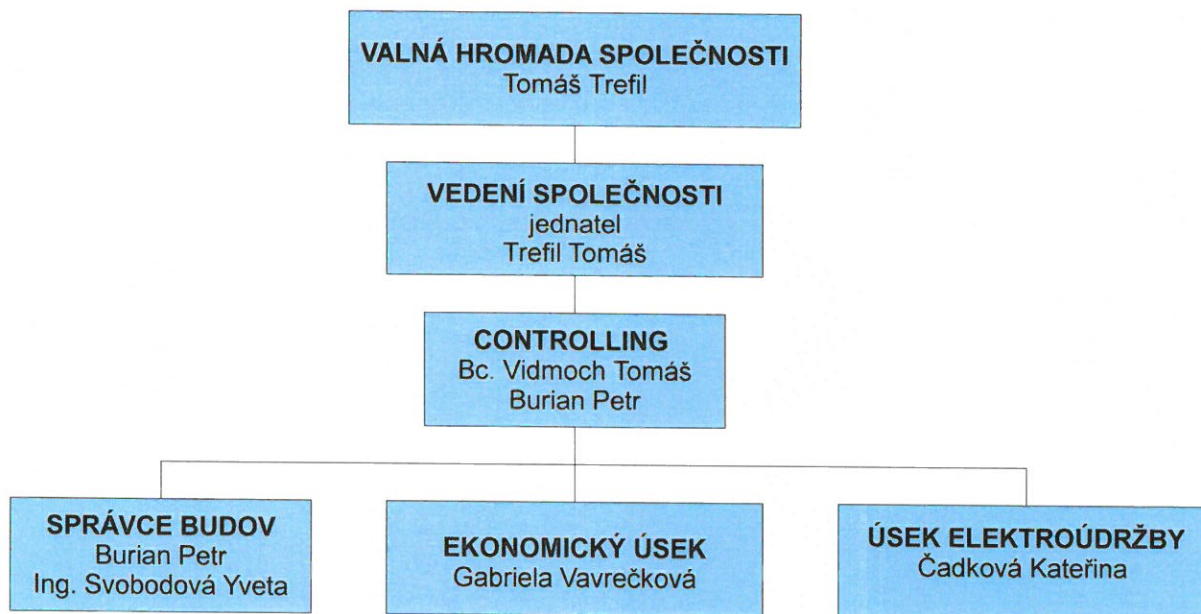 VALNÁ HROMADA SPOLEČNOSTI
Tomáš Trefil
VEDENÍ SPOLEČNOSTI
jednatel
Trefil Tomáš
CONTROLLING
Bc. Vidmoch Tomáš
Burian Petr
SPRÁVCE BUDOV
Burian Petr
Ing. Svobodová Yveta
EKONOMICKÝ ÚSEK
Gabriela Vavrečková
ÚSEK ELEKTROÚDRŽBY
Čadková Kateřina